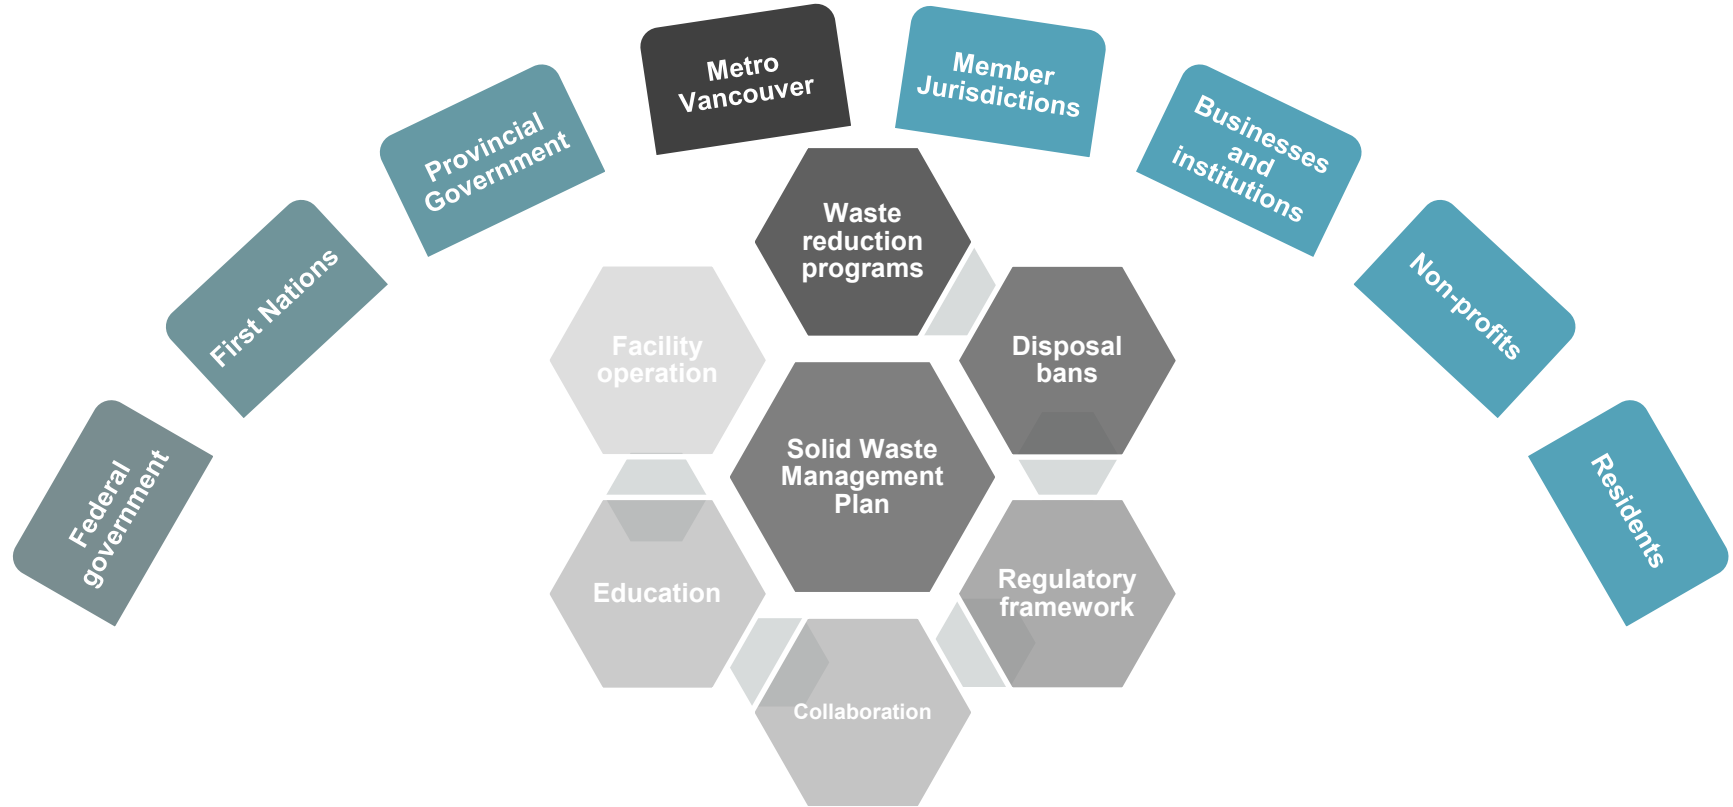 Federal
government
First Nations
Provincial
Government
Metro
Vancouver
Member
Jurisdictions
Businesses
and
institutions
Non-profits
Residents
Waste
reduction
programs
Disposal
bans
Regulatory
framework
Collaboration
Education
Facility
operation
Solid Waste
Management
Plan